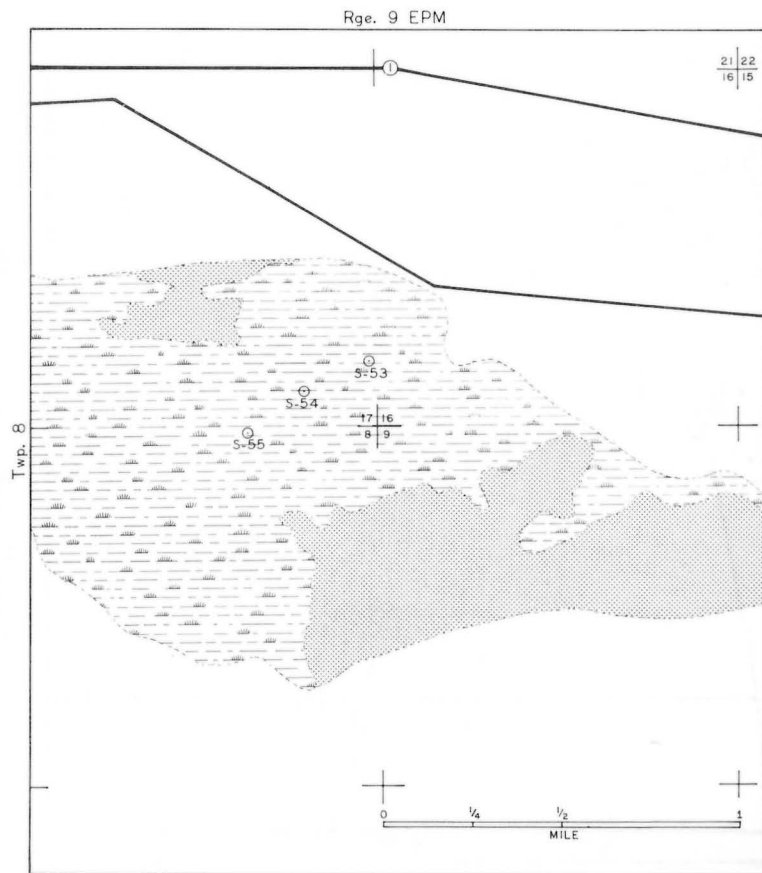 Rge. 9 EPM
1
21 22
16 15
S-53
S-54
17 16
8 9
S-55
Twp. 8
0 1/4 1/2 1
MILE